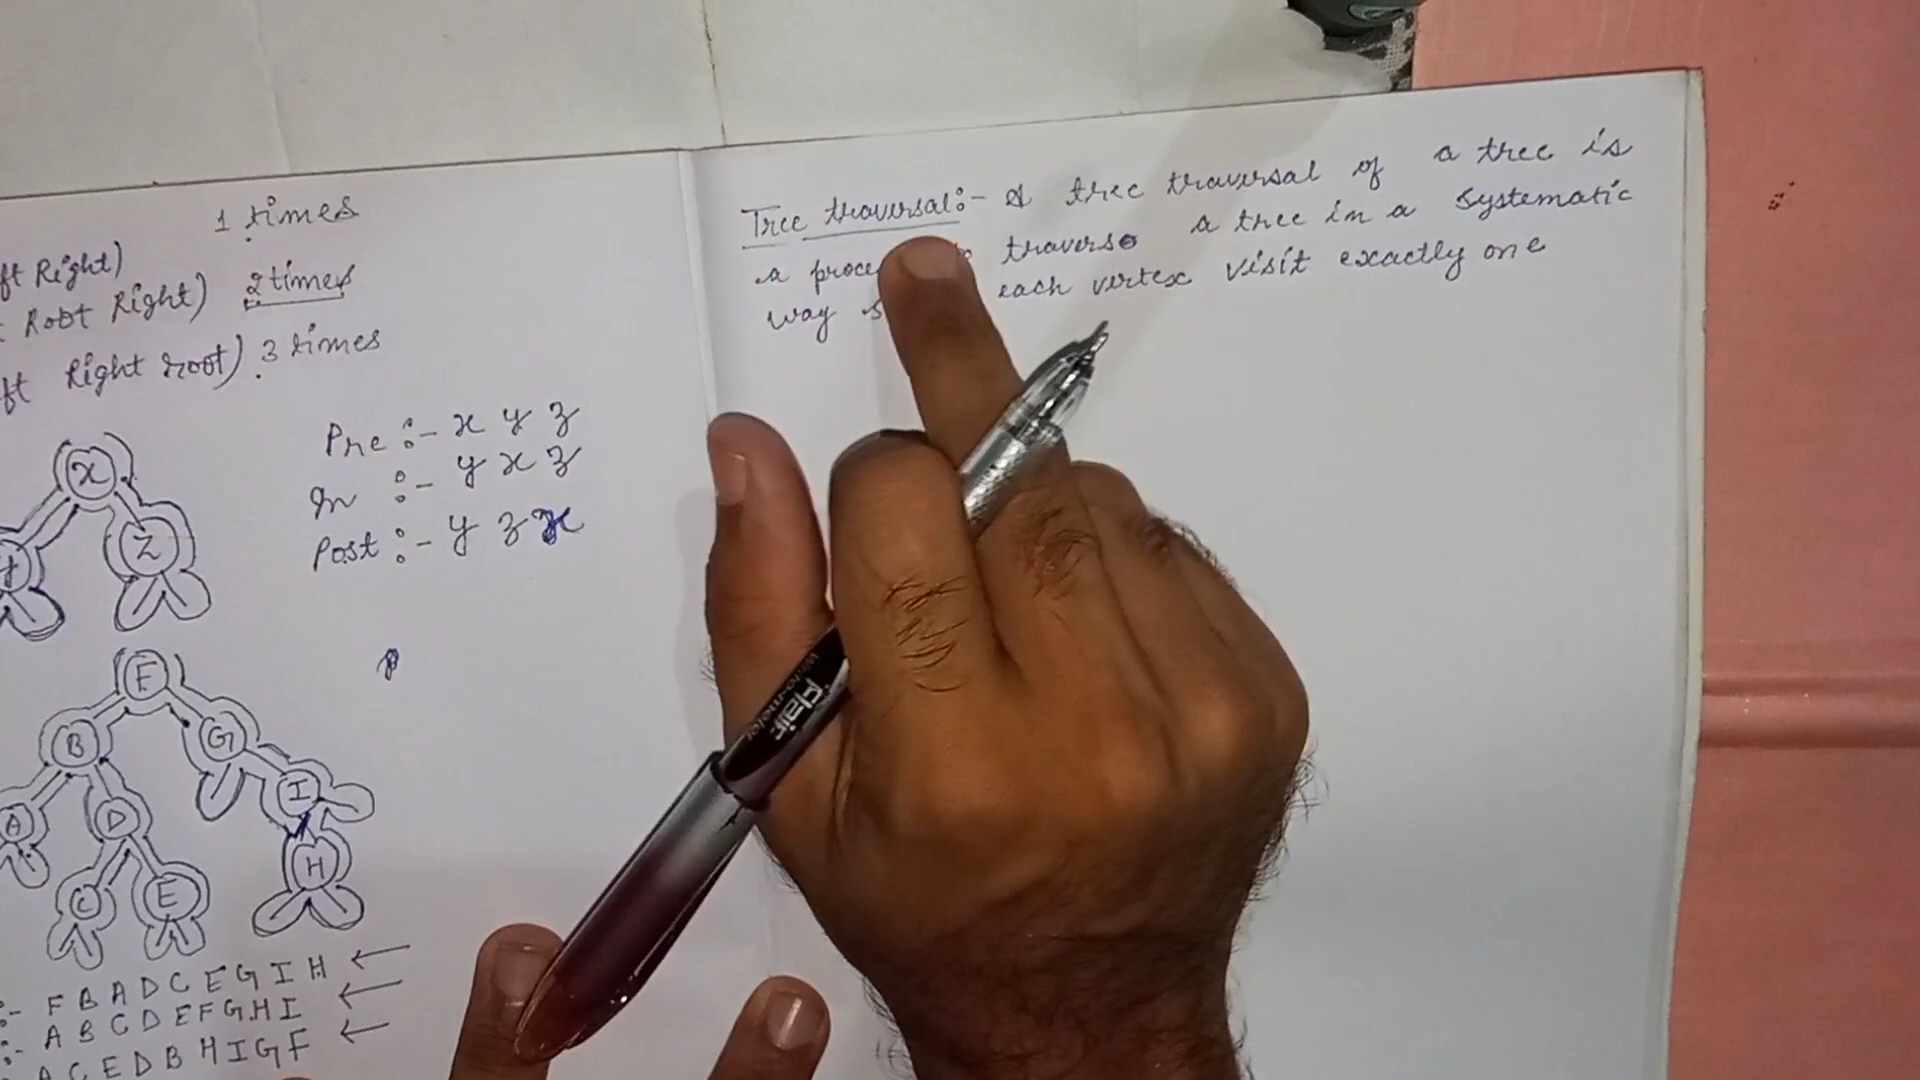 1 times
ft Right)
Root Right) 2 times
ft Right root) 3 times
Pre :- x y z
In :- y x z
Post :- y z x
X
Z
F
B
G
A
D
I
C
E
H
:- F B A D C E G I H ←
:- A B C D E F G H I ←
A C E D B H I G F ←
Tree traversal :- A tree traversal of a tree is
a traverse a tree in a systematic
way each vertex visit exactly one
Flair